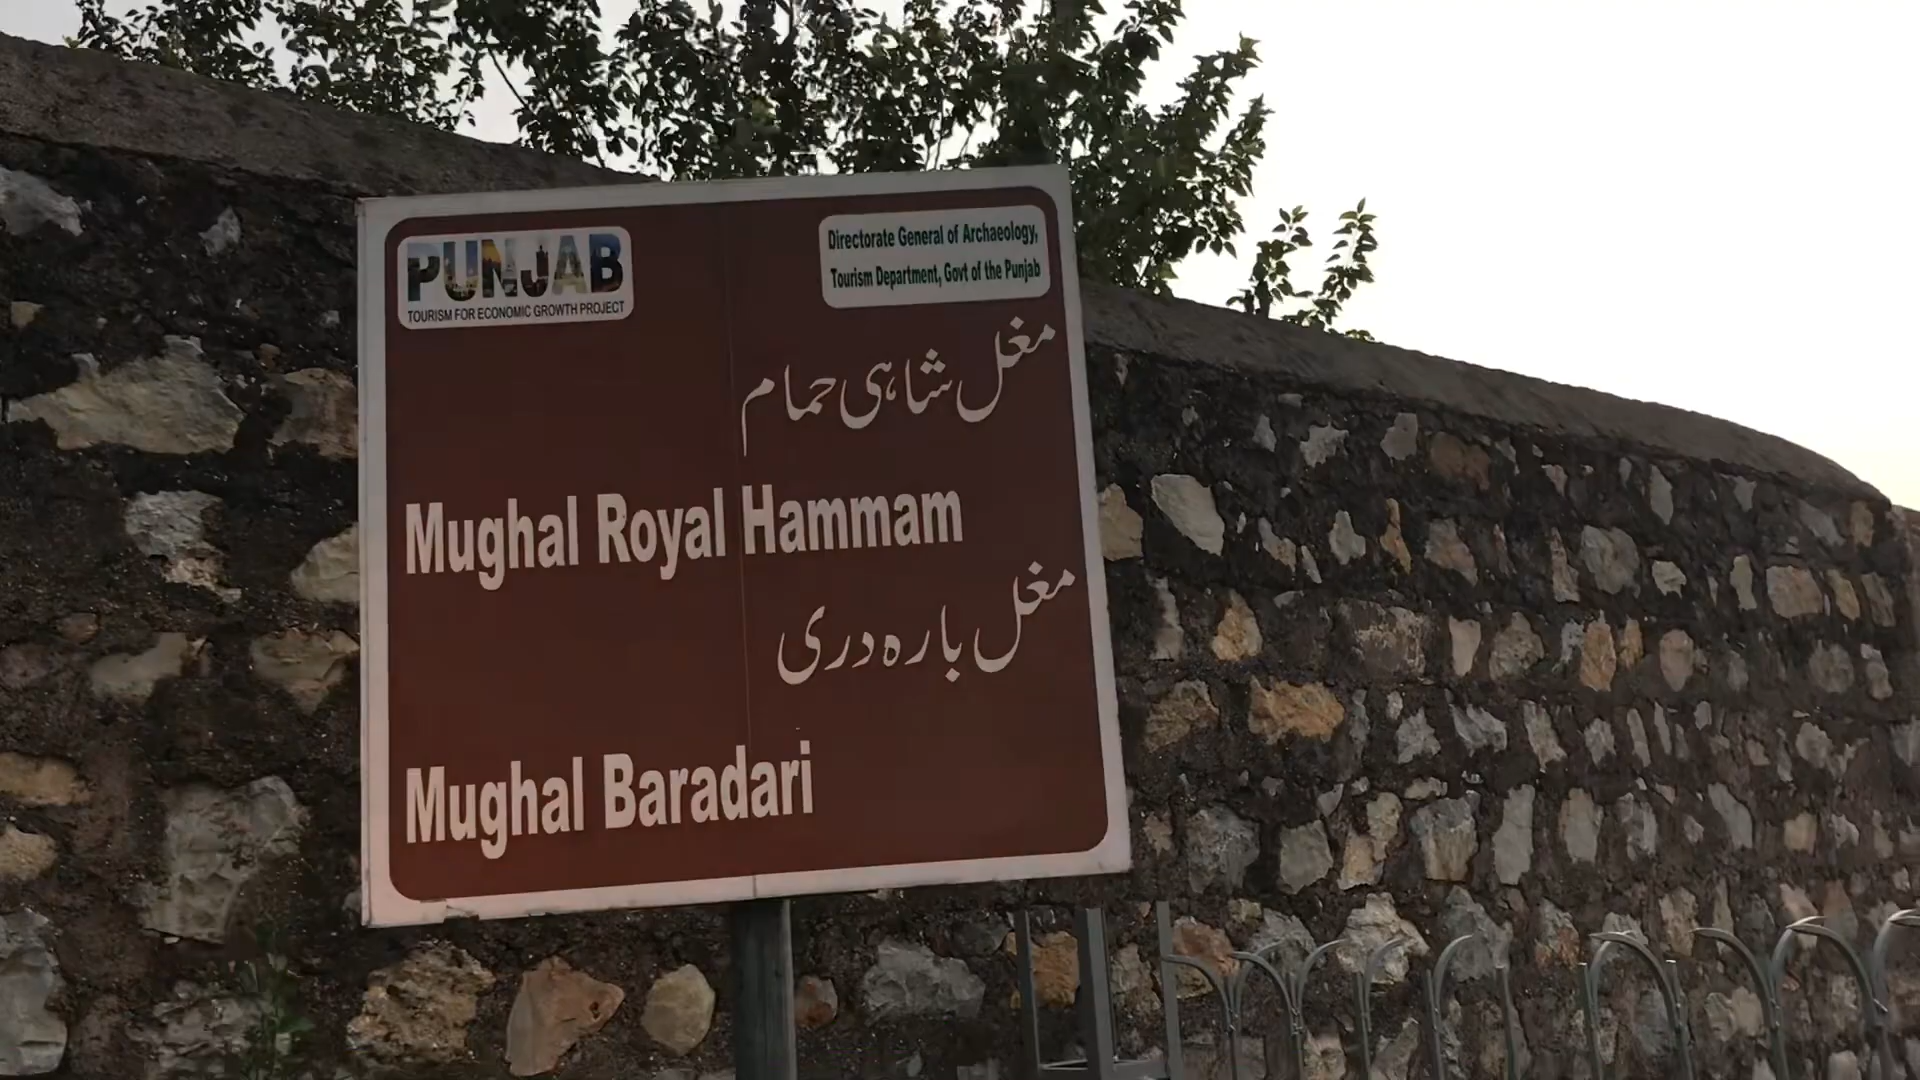 PUNJAB
TOURISM FOR ECONOMIC GROWTH PROJECT
Directorate General of Archaeology,
Tourism Department, Govt of the Punjab
مغل شاہی حمام
Mughal Royal Hammam
مغل بارہ دری
Mughal Baradari